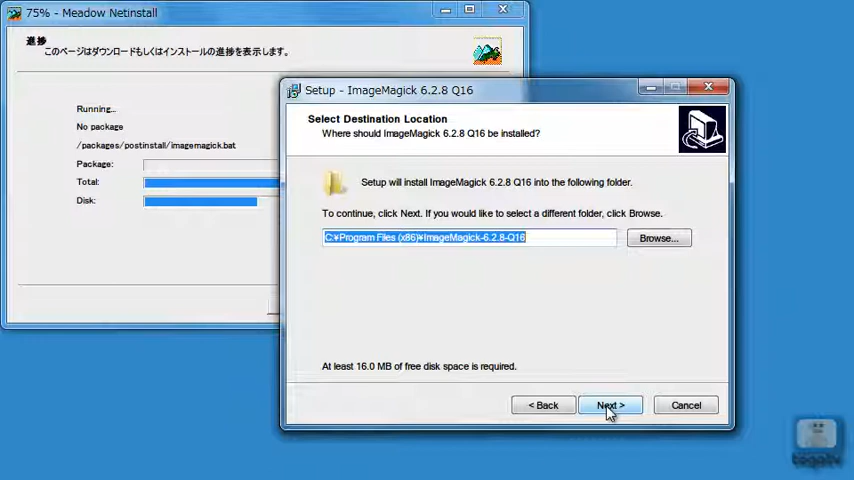 75% - Meadow Netinstall
進捗
このページはダウンロードもしくはインストールの進捗を表示します。
Running...
No package
/packages/postinstall/imagemagick.bat
Package:
Total:
Disk:
Setup - ImageMagick 6.2.8 Q16
Select Destination Location
Where should ImageMagick 6.2.8 Q16 be installed?
Setup will install ImageMagick 6.2.8 Q16 into the following folder.
To continue, click Next. If you would like to select a different folder, click Browse.
C:¥Program Files (x86)¥ImageMagick-6.2.8-Q16
Browse...
At least 16.0 MB of free disk space is required.
< Back
Next >
Cancel
togotv